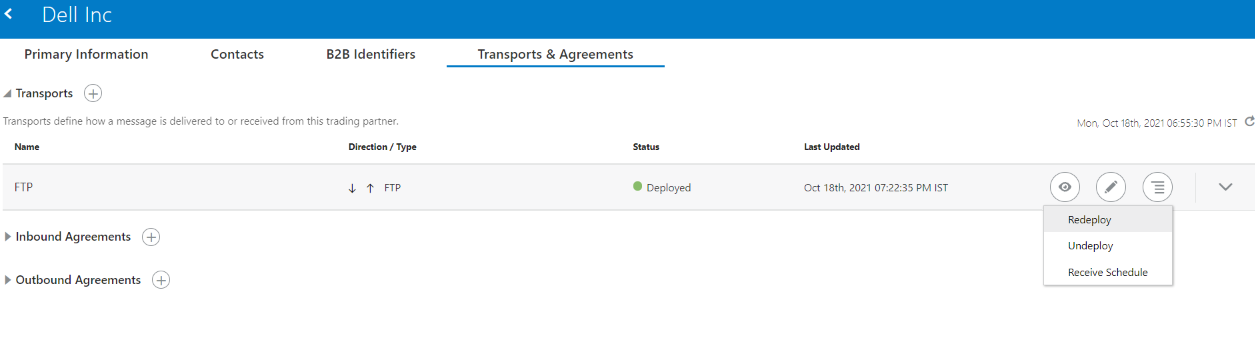 Dell Inc
Primary Information Contacts B2B Identifiers Transports & Agreements
Transports
Transports define how a message is delivered to or received from this trading partner.
Mon, Oct 18th, 2021 06:55:30 PM IST
Name Direction / Type Status Last Updated
FTP ↓ ↑ FTP Deployed Oct 18th, 2021 07:22:35 PM IST
Redeploy
Inbound Agreements
Undeploy
Receive Schedule
Outbound Agreements